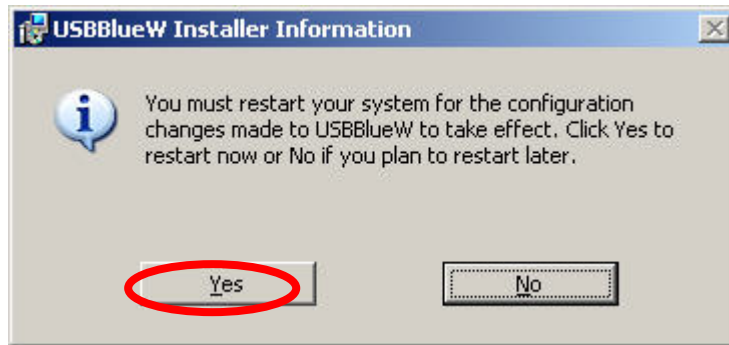 USBBlueW Installer Information
You must restart your system for the configuration
changes made to USBBlueW to take effect. Click Yes to
restart now or No if you plan to restart later.
Yes
No